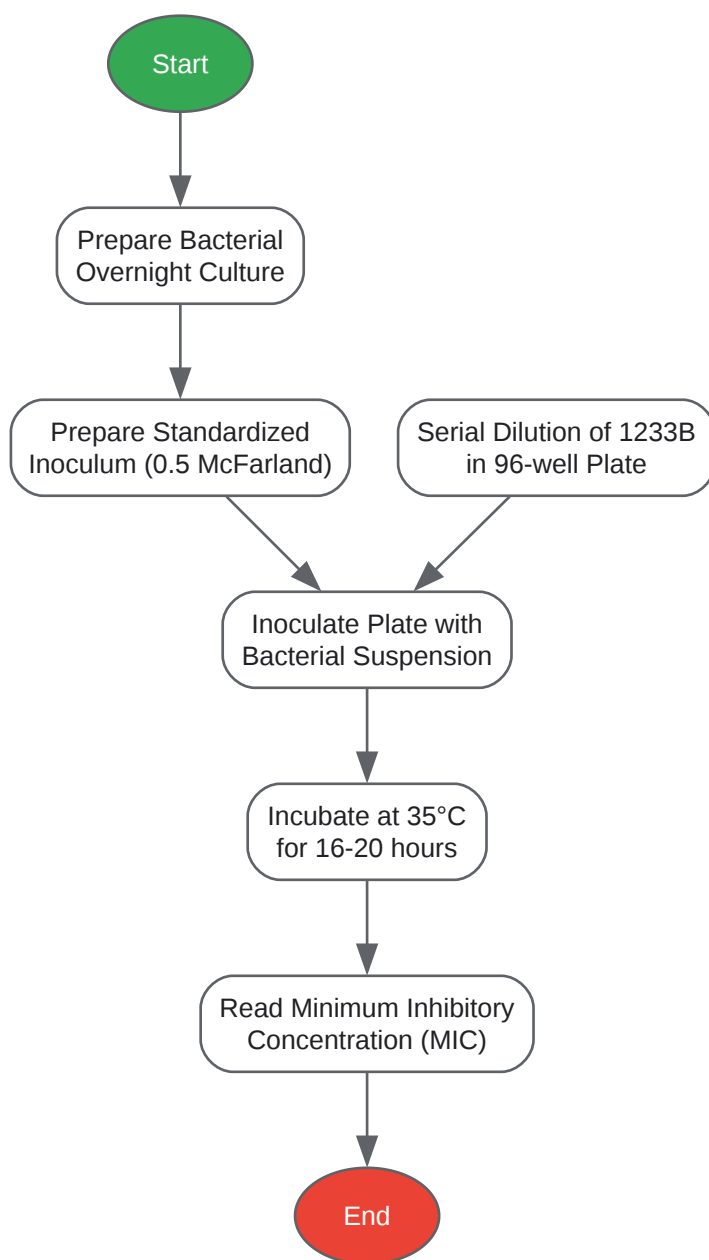 Start
Prepare Bacterial
Overnight Culture
Prepare Standardized
Inoculum (0.5 McFarland)
Serial Dilution of 1233B
in 96-well Plate
Inoculate Plate with
Bacterial Suspension
Incubate at 35°C
for 16-20 hours
Read Minimum Inhibitory
Concentration (MIC)
End